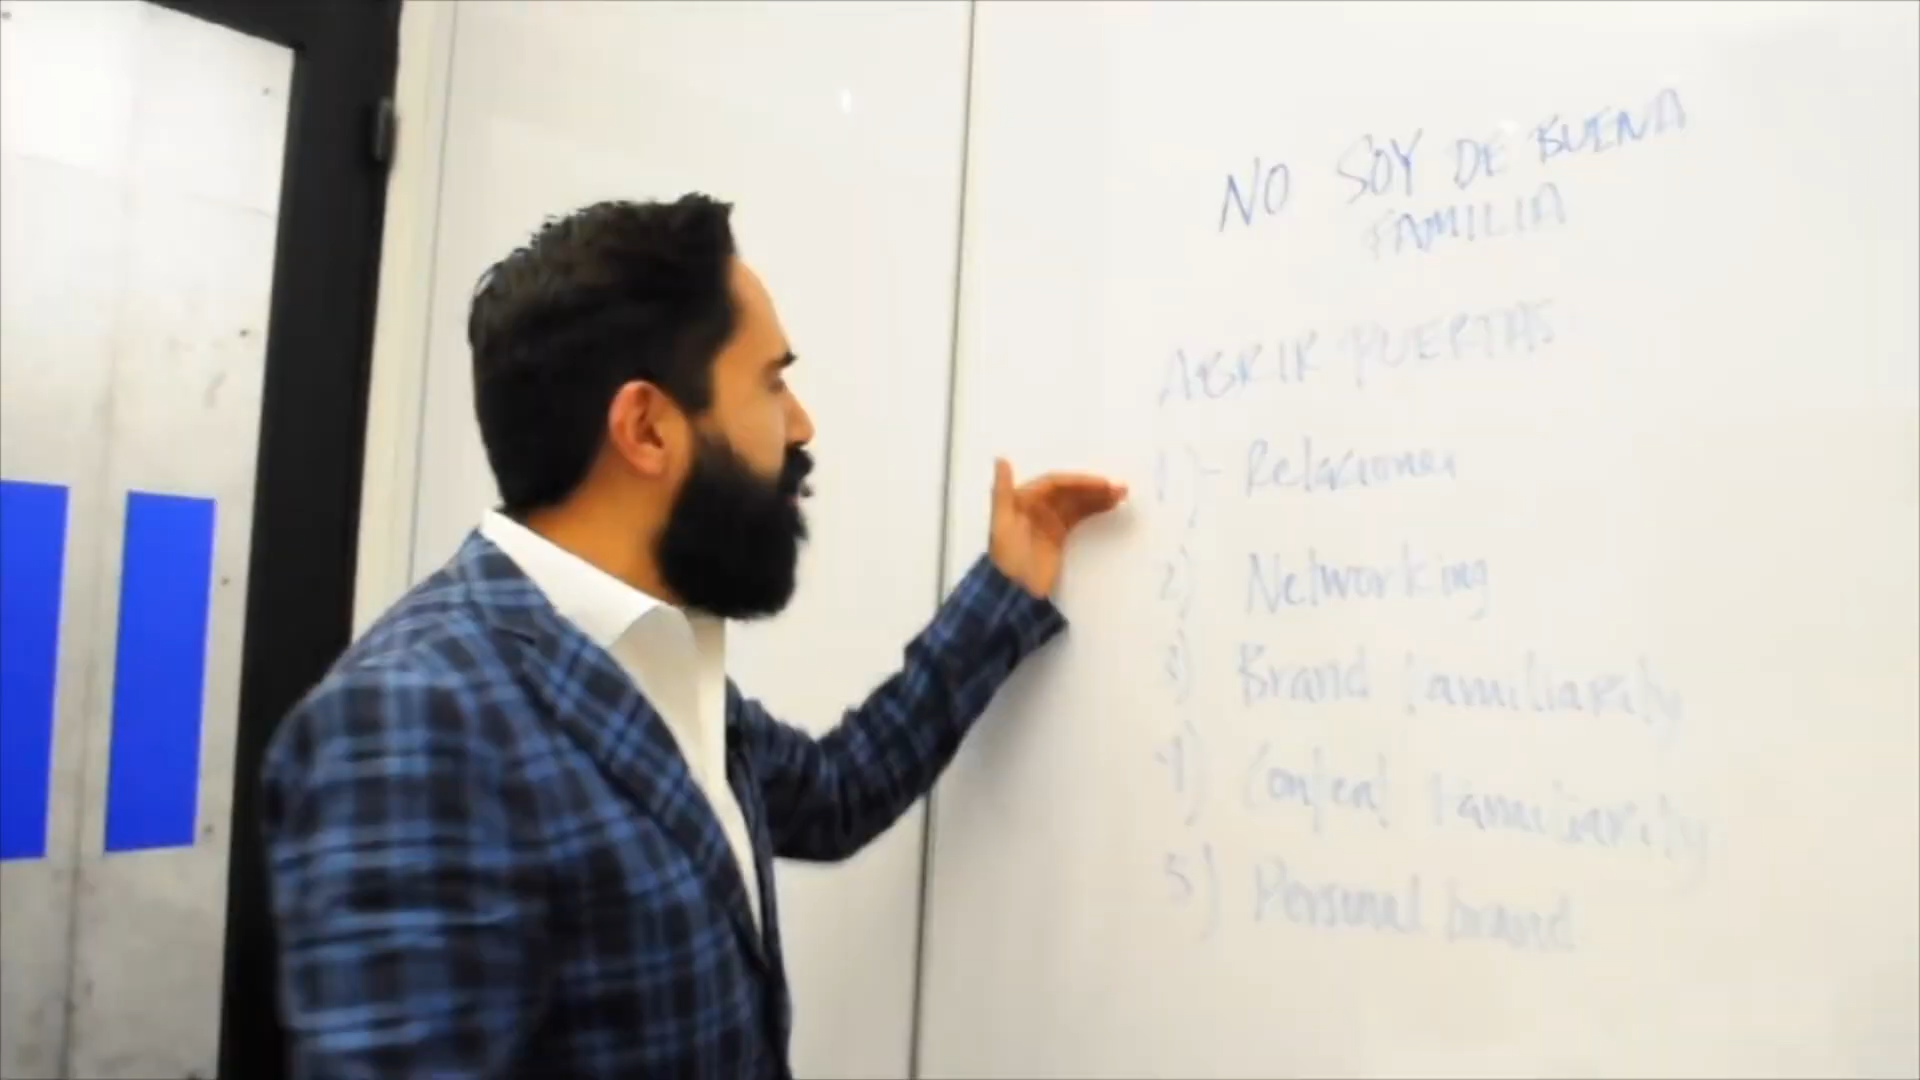 NO SOY DE BUENA
FAMILIA
ABRIR PUERTAS
1)- Relaciones
2) Networking
3) Brand familiarity
4) Content familiarity
5) Personal brand